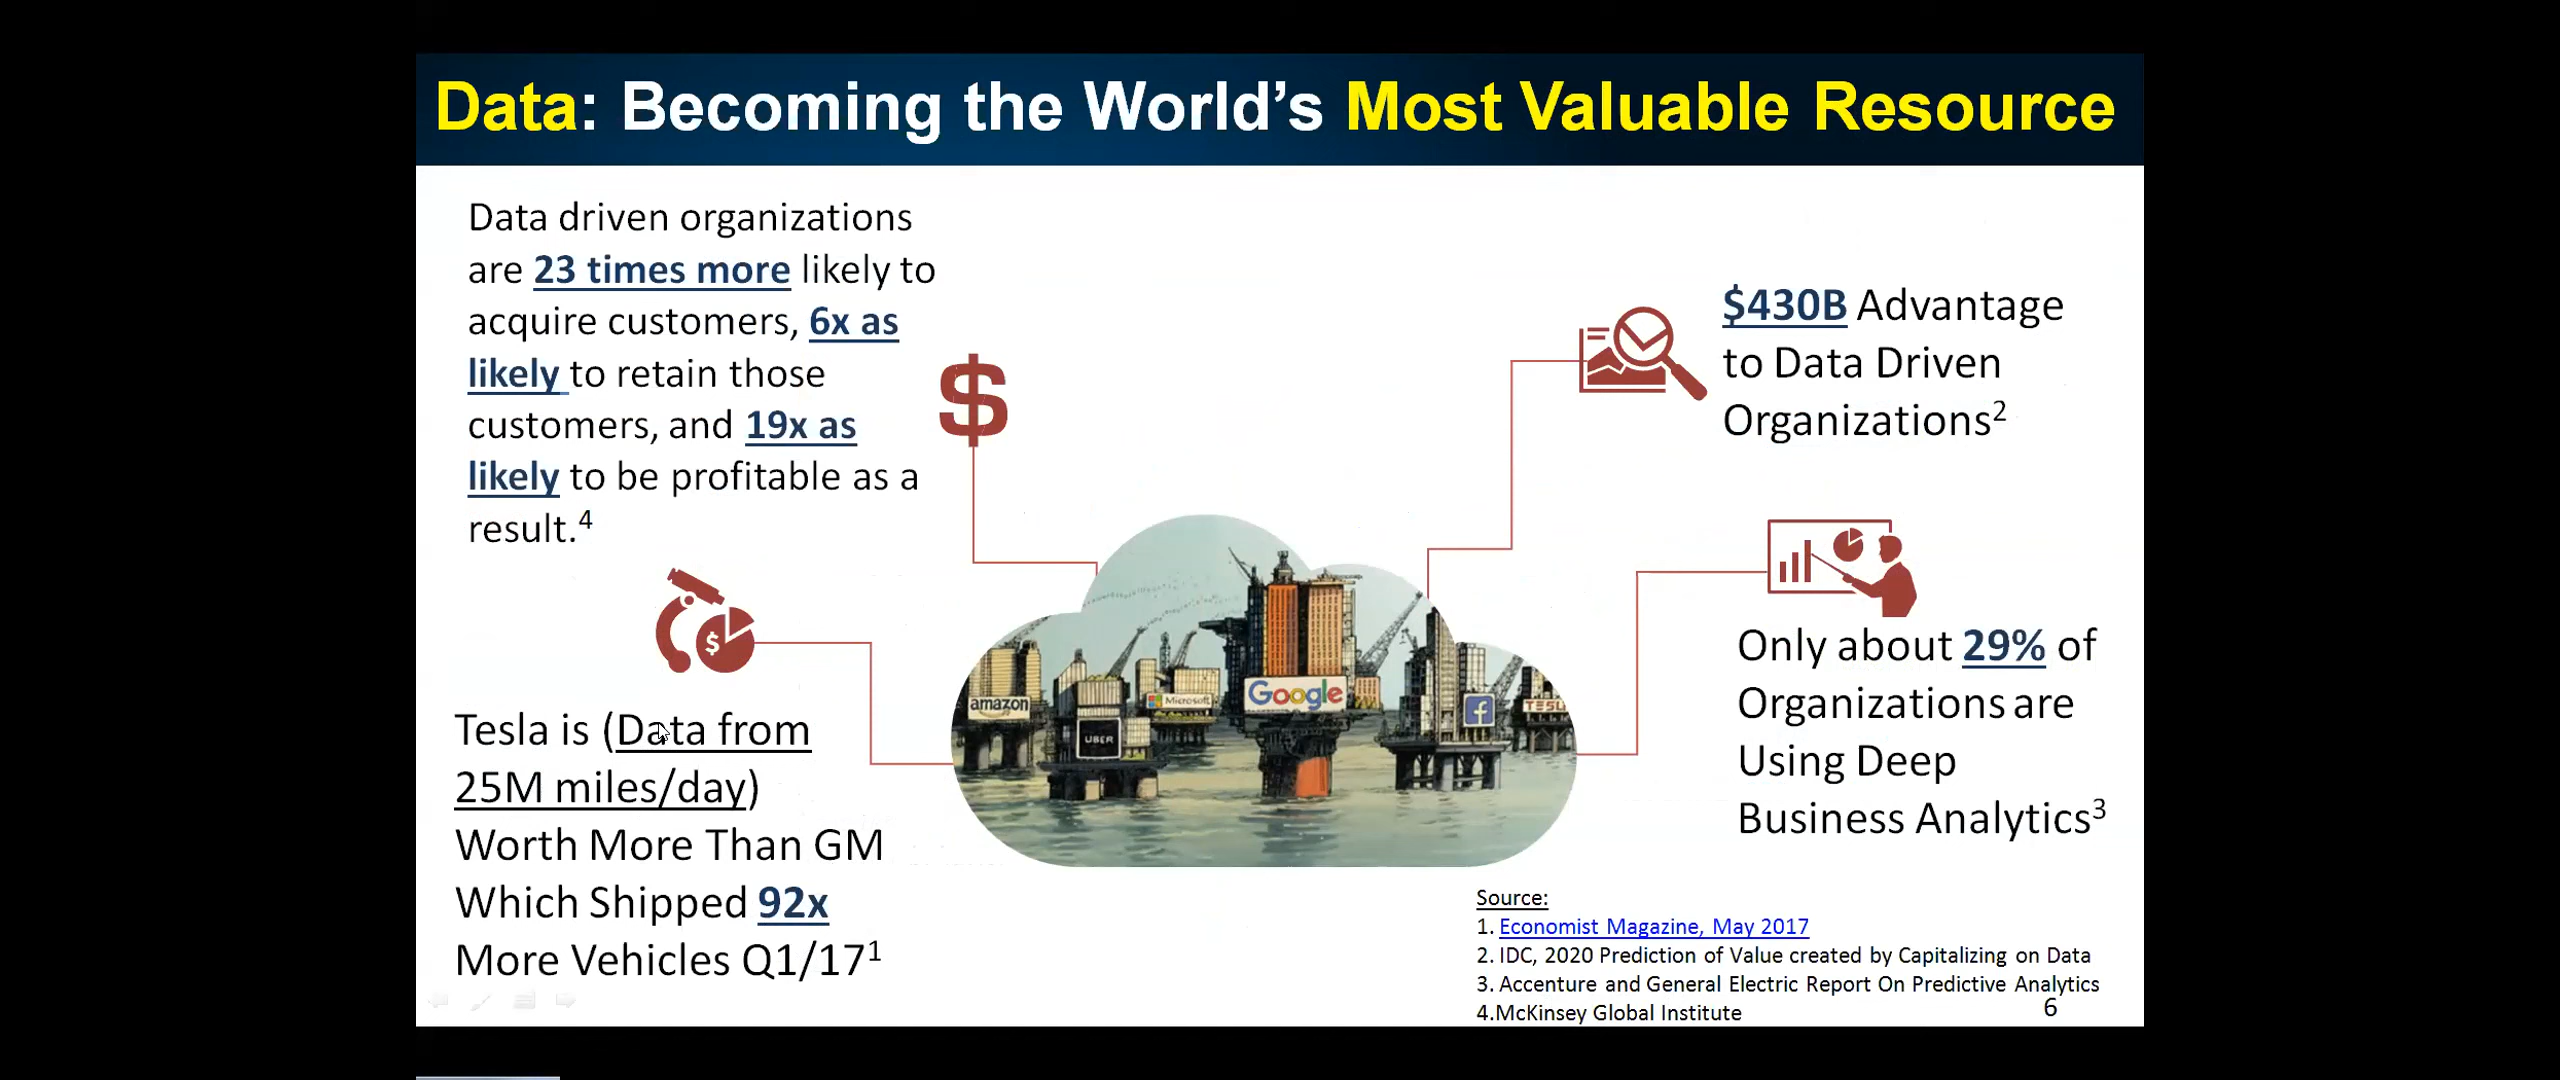 Data: Becoming the World's Most Valuable Resource
Data driven organizations
are 23 times more likely to
acquire customers, 6x as
likely to retain those
customers, and 19x as
likely to be profitable as a
result.4
$
$
Tesla is (Data from
25M miles/day)
Worth More Than GM
Which Shipped 92x
More Vehicles Q1/17¹
amazon
UBER
Microsoft
Google
f
TESL
$430B Advantage
to Data Driven
Organizations²
Only about 29% of
Organizations are
Using Deep
Business Analytics³
Source:
1. Economist Magazine, May 2017
2. IDC, 2020 Prediction of Value created by Capitalizing on Data
3. Accenture and General Electric Report On Predictive Analytics
4.McKinsey Global Institute
6